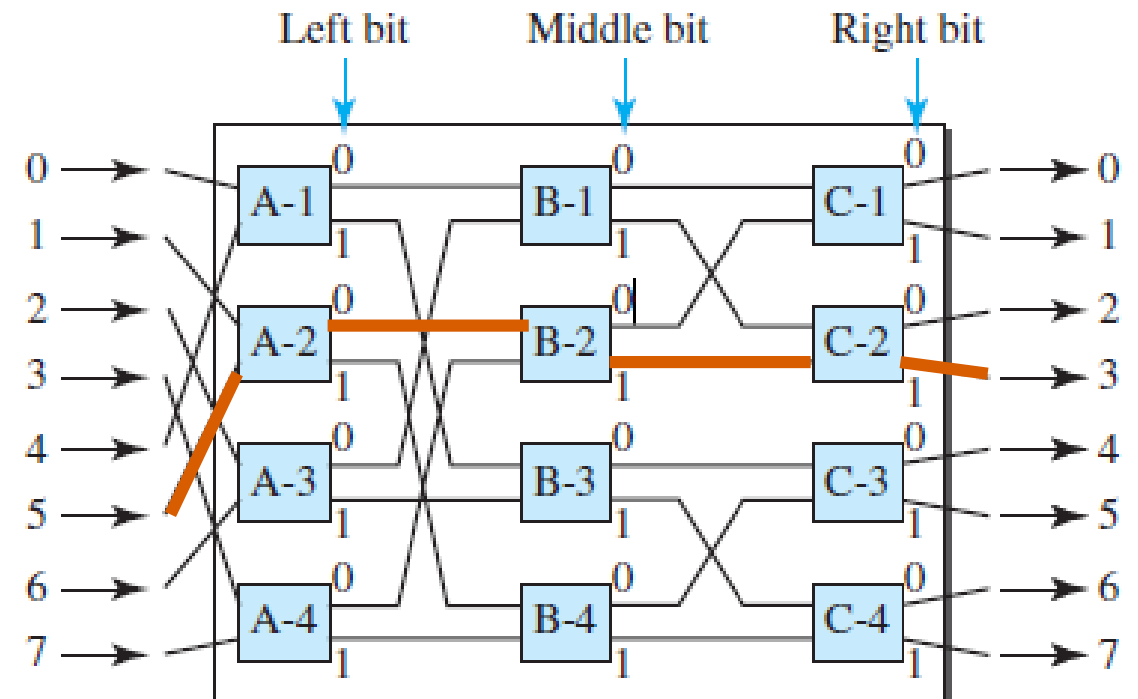 Left bit Middle bit Right bit
0 0 0 0 0
A-1 B-1 C-1
1 1 1 1 1
2 0 0 0 2
A-2 B-2 C-2
3 1 1 1 3
4 0 0 0 4
A-3 B-3 C-3
5 1 1 1 5
6 0 0 0 6
A-4 B-4 C-4
7 1 1 1 7